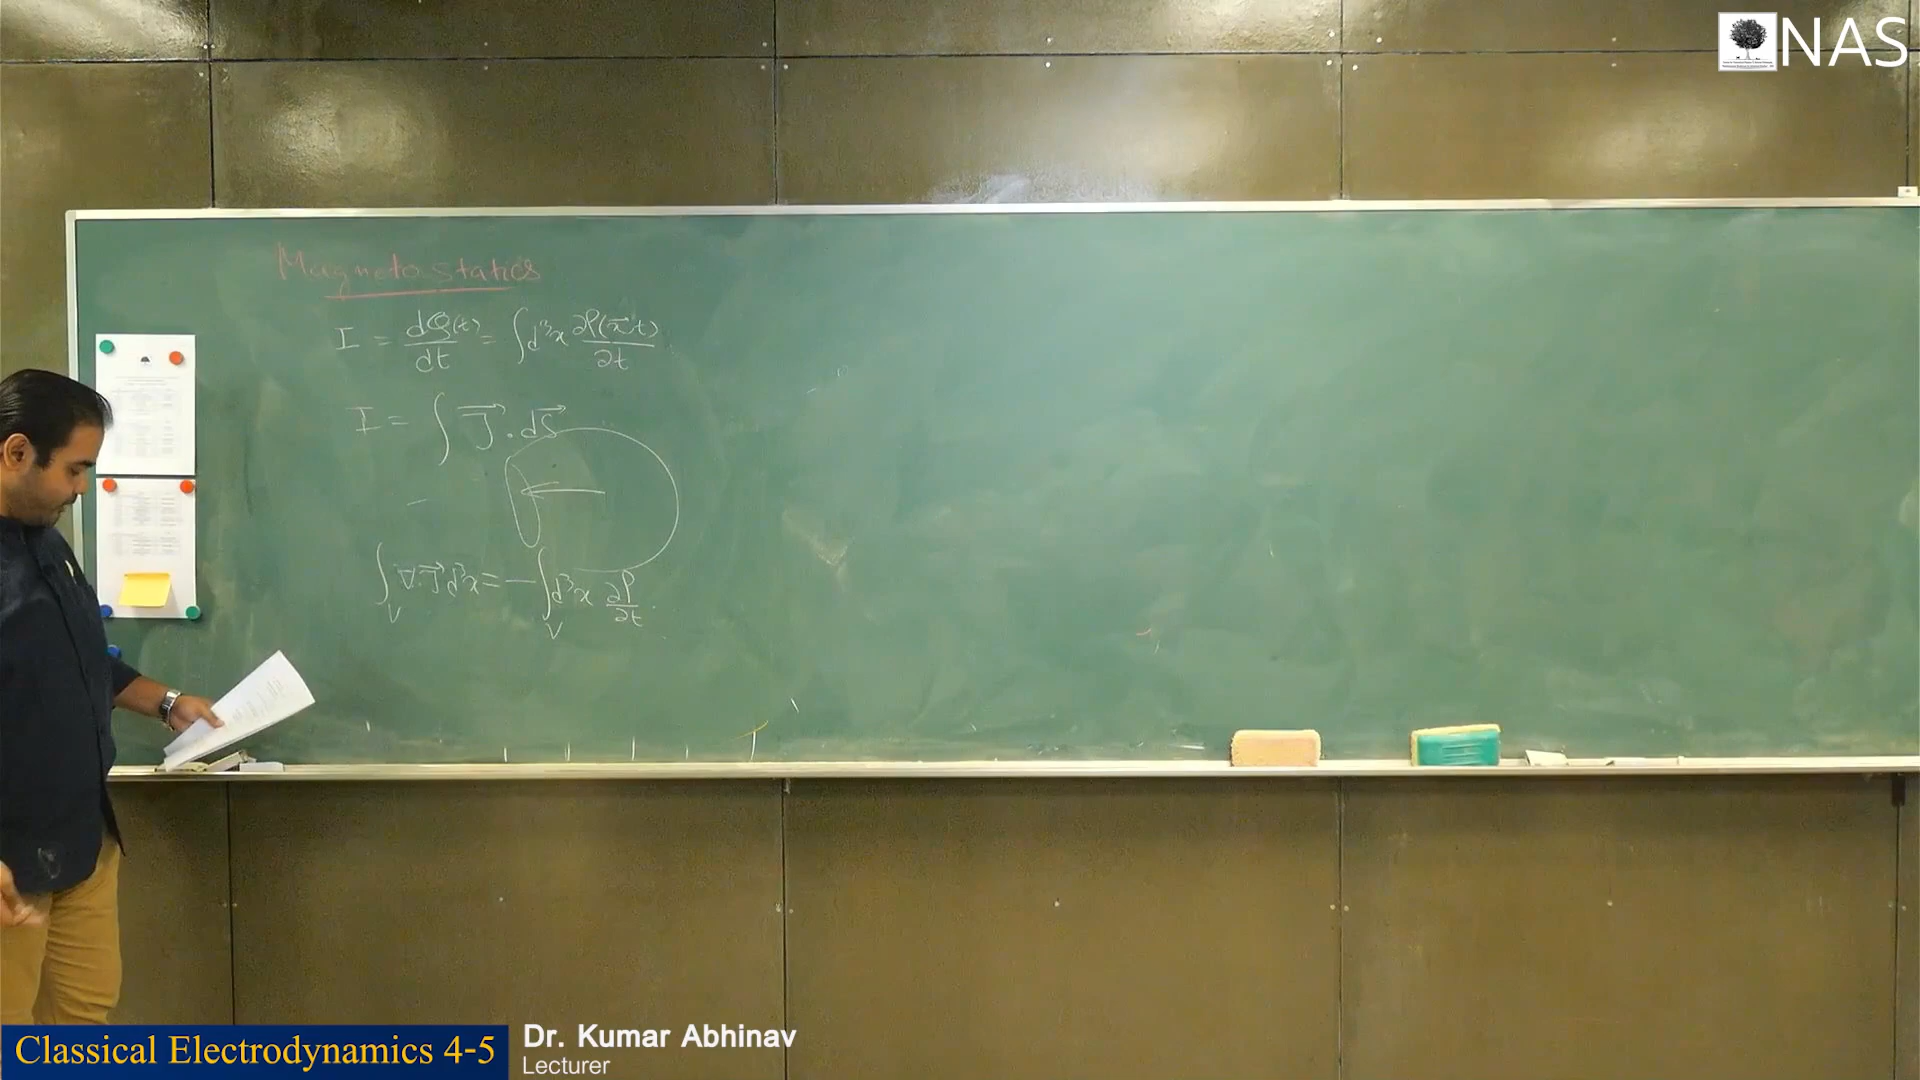 NAS
Magnetostatics
I = dQ(t)/dt = ∫d³x ∂ρ(x⃗,t)/∂t
I = ∫ J⃗ . dS⃗
∫_V ∇.J⃗ d³x = −∫_V d³x ∂ρ/∂t .
Classical Electrodynamics 4-5
Dr. Kumar Abhinav
Lecturer